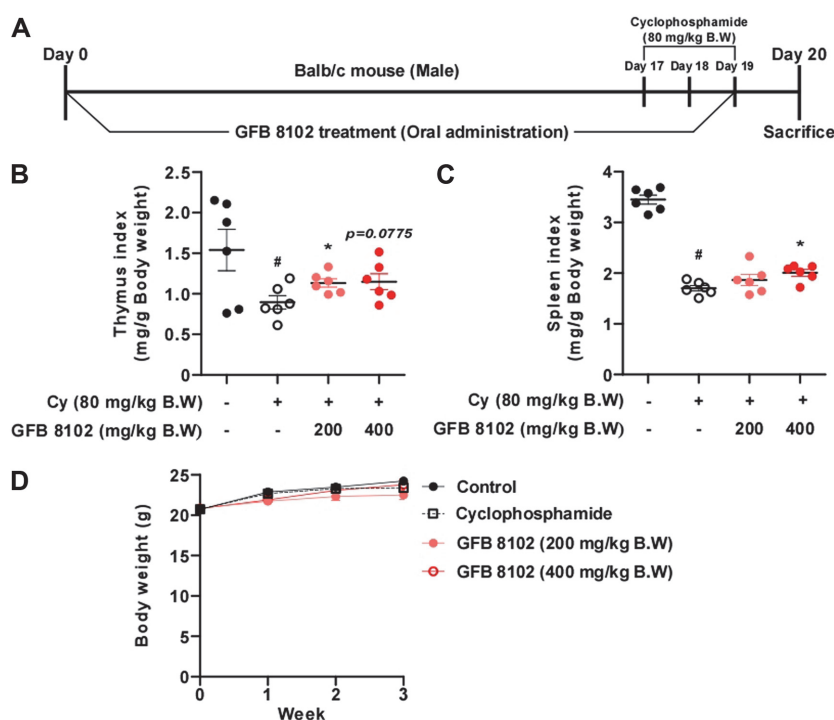 A
Cyclophosphamide
(80 mg/kg B.W)
Day 0
Day 17 Day 18 Day 19
Day 20
Balb/c mouse (Male)
GFB 8102 treatment (Oral administration)
Sacrifice
B
Thymus index
(mg/g Body weight)
2.5
2.0
1.5
1.0
0.5
0
#
*
p=0.0775
Cy (80 mg/kg B.W) - + + +
GFB 8102 (mg/kg B.W) - - 200 400
C
Spleen index
(mg/g Body weight)
4
3
2
1
0
#
*
Cy (80 mg/kg B.W) - + + +
GFB 8102 (mg/kg B.W) - - 200 400
D
Body weight (g)
25
20
15
10
5
0
0 1 2 3
Week
Control
Cyclophosphamide
GFB 8102 (200 mg/kg B.W)
GFB 8102 (400 mg/kg B.W)